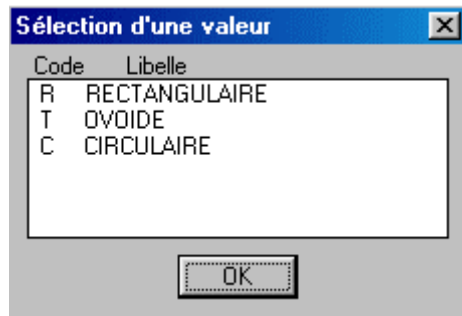 Sélection d'une valeur
Code Libelle
R RECTANGULAIRE
T OVOIDE
C CIRCULAIRE
OK